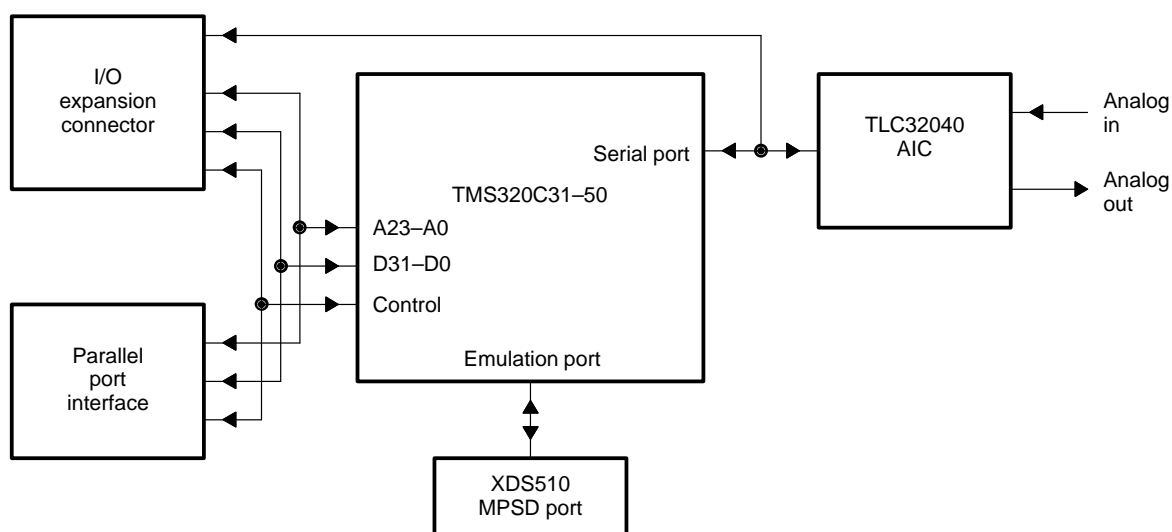 I/O
expansion
connector
TLC32040
AIC
Analog
in
Analog
out
Serial port
TMS320C31–50
A23–A0
D31–D0
Control
Emulation port
Parallel
port
interface
XDS510
MPSD port